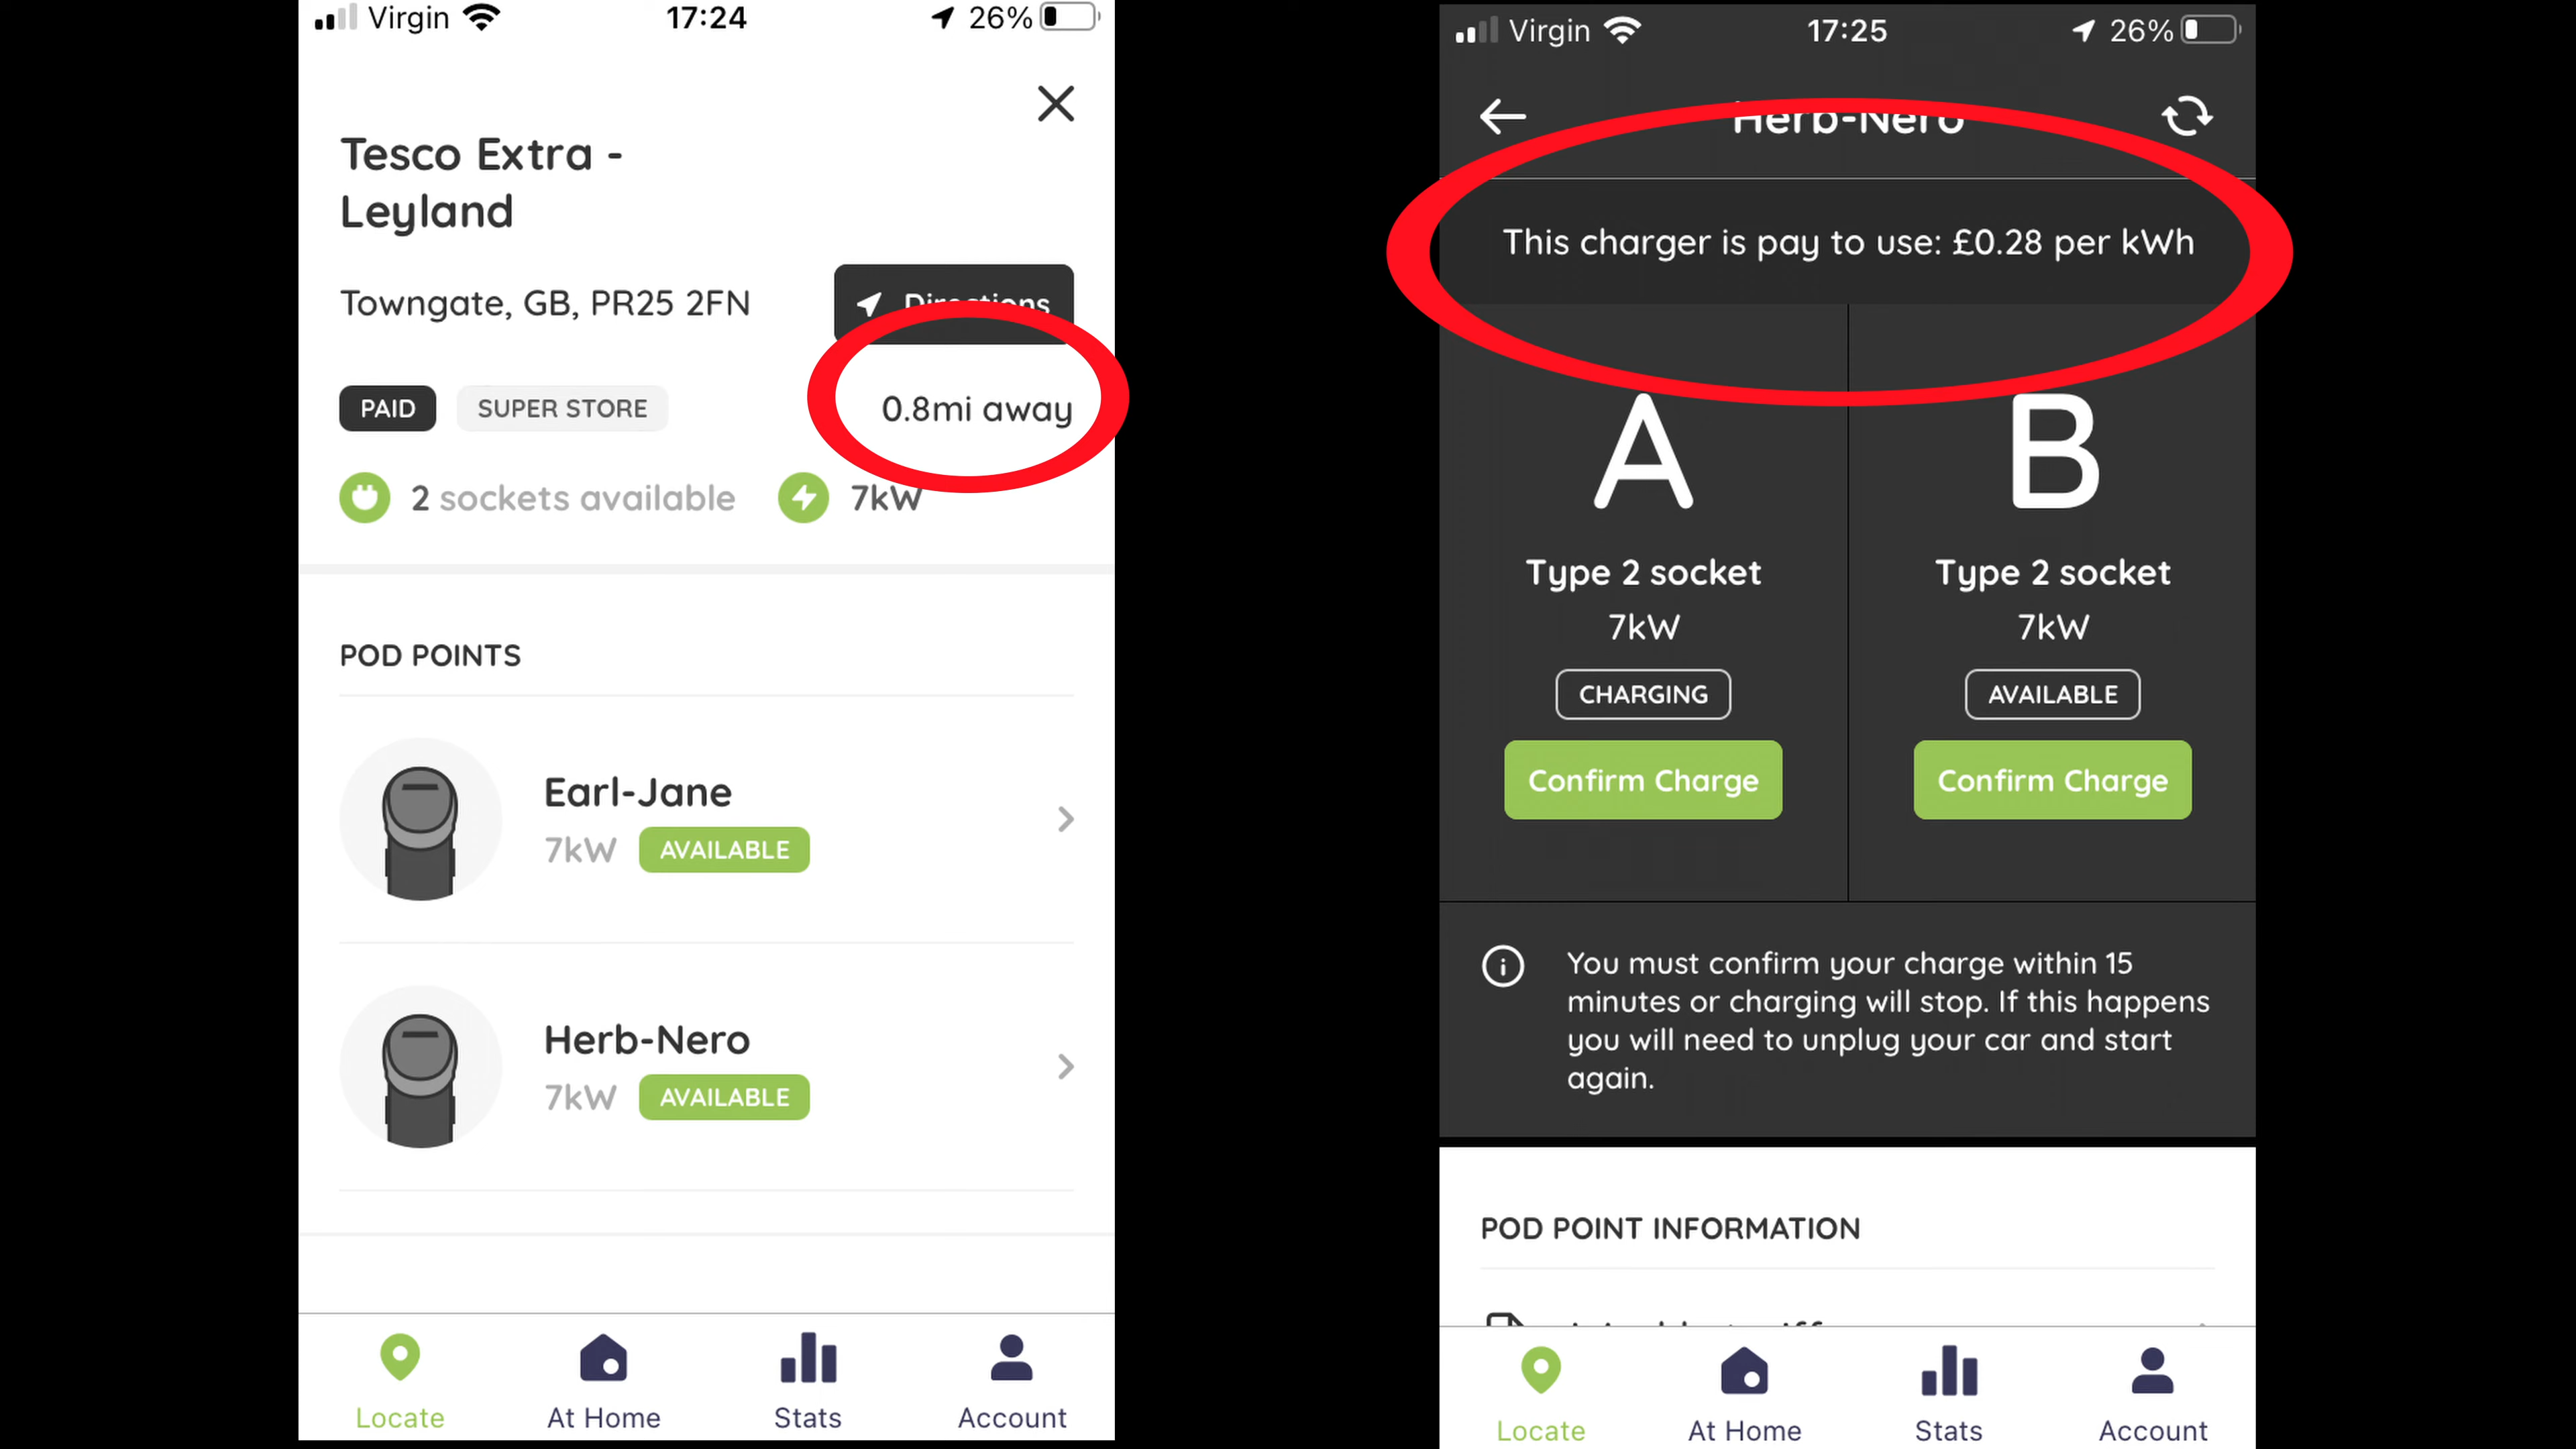 Virgin 17:24 26%
Tesco Extra -
Leyland
Towngate, GB, PR25 2FN
Directions
PAID SUPER STORE 0.8mi away
2 sockets available 7kW
POD POINTS
Earl-Jane
7kW AVAILABLE
Herb-Nero
7kW AVAILABLE
Locate At Home Stats Account
Virgin 17:25 26%
Herb-Nero
This charger is pay to use: £0.28 per kWh
A B
Type 2 socket Type 2 socket
7kW 7kW
CHARGING AVAILABLE
Confirm Charge Confirm Charge
You must confirm your charge within 15
minutes or charging will stop. If this happens
you will need to unplug your car and start
again.
POD POINT INFORMATION
Locate At Home Stats Account